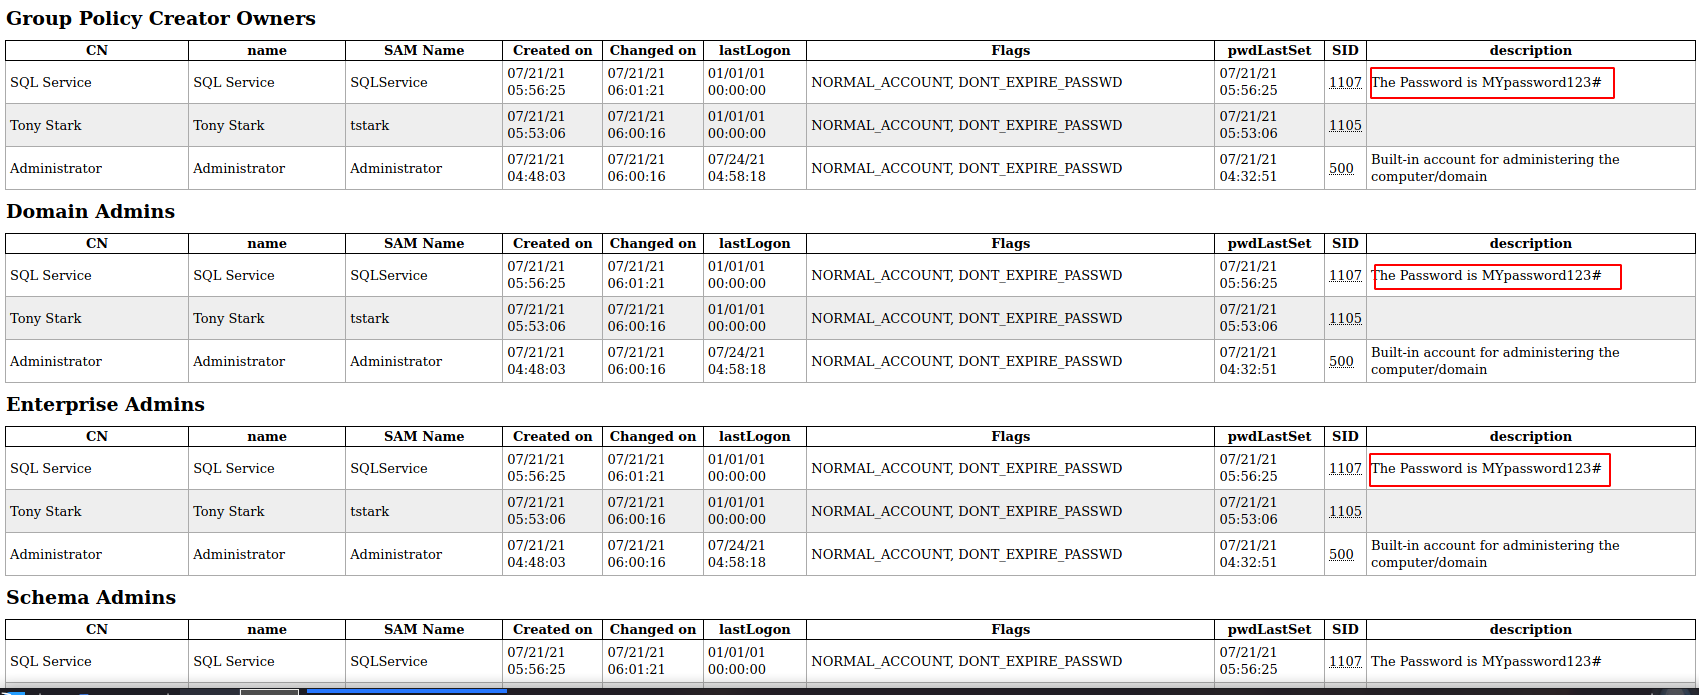 Group Policy Creator Owners
CN name SAM Name Created on Changed on lastLogon Flags pwdLastSet SID description
SQL Service SQL Service SQLService 07/21/21 05:56:25 07/21/21 06:01:21 01/01/01 00:00:00 NORMAL_ACCOUNT, DONT_EXPIRE_PASSWD 07/21/21 05:56:25 1107 The Password is MYpassword123#
Tony Stark Tony Stark tstark 07/21/21 05:53:06 07/21/21 06:00:16 01/01/01 00:00:00 NORMAL_ACCOUNT, DONT_EXPIRE_PASSWD 07/21/21 05:53:06 1105
Administrator Administrator Administrator 07/21/21 04:48:03 07/21/21 06:00:16 07/24/21 04:58:18 NORMAL_ACCOUNT, DONT_EXPIRE_PASSWD 07/21/21 04:32:51 500 Built-in account for administering the computer/domain
Domain Admins
CN name SAM Name Created on Changed on lastLogon Flags pwdLastSet SID description
SQL Service SQL Service SQLService 07/21/21 05:56:25 07/21/21 06:01:21 01/01/01 00:00:00 NORMAL_ACCOUNT, DONT_EXPIRE_PASSWD 07/21/21 05:56:25 1107 The Password is MYpassword123#
Tony Stark Tony Stark tstark 07/21/21 05:53:06 07/21/21 06:00:16 01/01/01 00:00:00 NORMAL_ACCOUNT, DONT_EXPIRE_PASSWD 07/21/21 05:53:06 1105
Administrator Administrator Administrator 07/21/21 04:48:03 07/21/21 06:00:16 07/24/21 04:58:18 NORMAL_ACCOUNT, DONT_EXPIRE_PASSWD 07/21/21 04:32:51 500 Built-in account for administering the computer/domain
Enterprise Admins
CN name SAM Name Created on Changed on lastLogon Flags pwdLastSet SID description
SQL Service SQL Service SQLService 07/21/21 05:56:25 07/21/21 06:01:21 01/01/01 00:00:00 NORMAL_ACCOUNT, DONT_EXPIRE_PASSWD 07/21/21 05:56:25 1107 The Password is MYpassword123#
Tony Stark Tony Stark tstark 07/21/21 05:53:06 07/21/21 06:00:16 01/01/01 00:00:00 NORMAL_ACCOUNT, DONT_EXPIRE_PASSWD 07/21/21 05:53:06 1105
Administrator Administrator Administrator 07/21/21 04:48:03 07/21/21 06:00:16 07/24/21 04:58:18 NORMAL_ACCOUNT, DONT_EXPIRE_PASSWD 07/21/21 04:32:51 500 Built-in account for administering the computer/domain
Schema Admins
CN name SAM Name Created on Changed on lastLogon Flags pwdLastSet SID description
SQL Service SQL Service SQLService 07/21/21 05:56:25 07/21/21 06:01:21 01/01/01 00:00:00 NORMAL_ACCOUNT, DONT_EXPIRE_PASSWD 07/21/21 05:56:25 1107 The Password is MYpassword123#